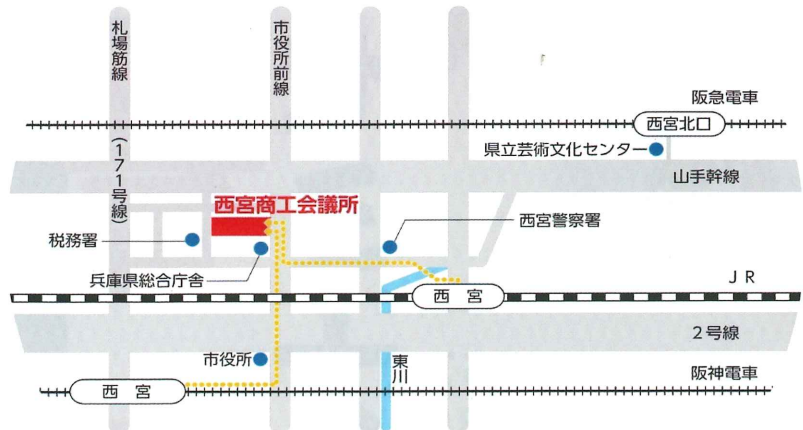 札場筋線
(171号線)
市役所前線
阪急電車
西宮北口
県立芸術文化センター
山手幹線
西宮商工会議所
西宮警察署
税務署
兵庫県総合庁舎
JR
西宮
2号線
市役所
東川
阪神電車
西宮